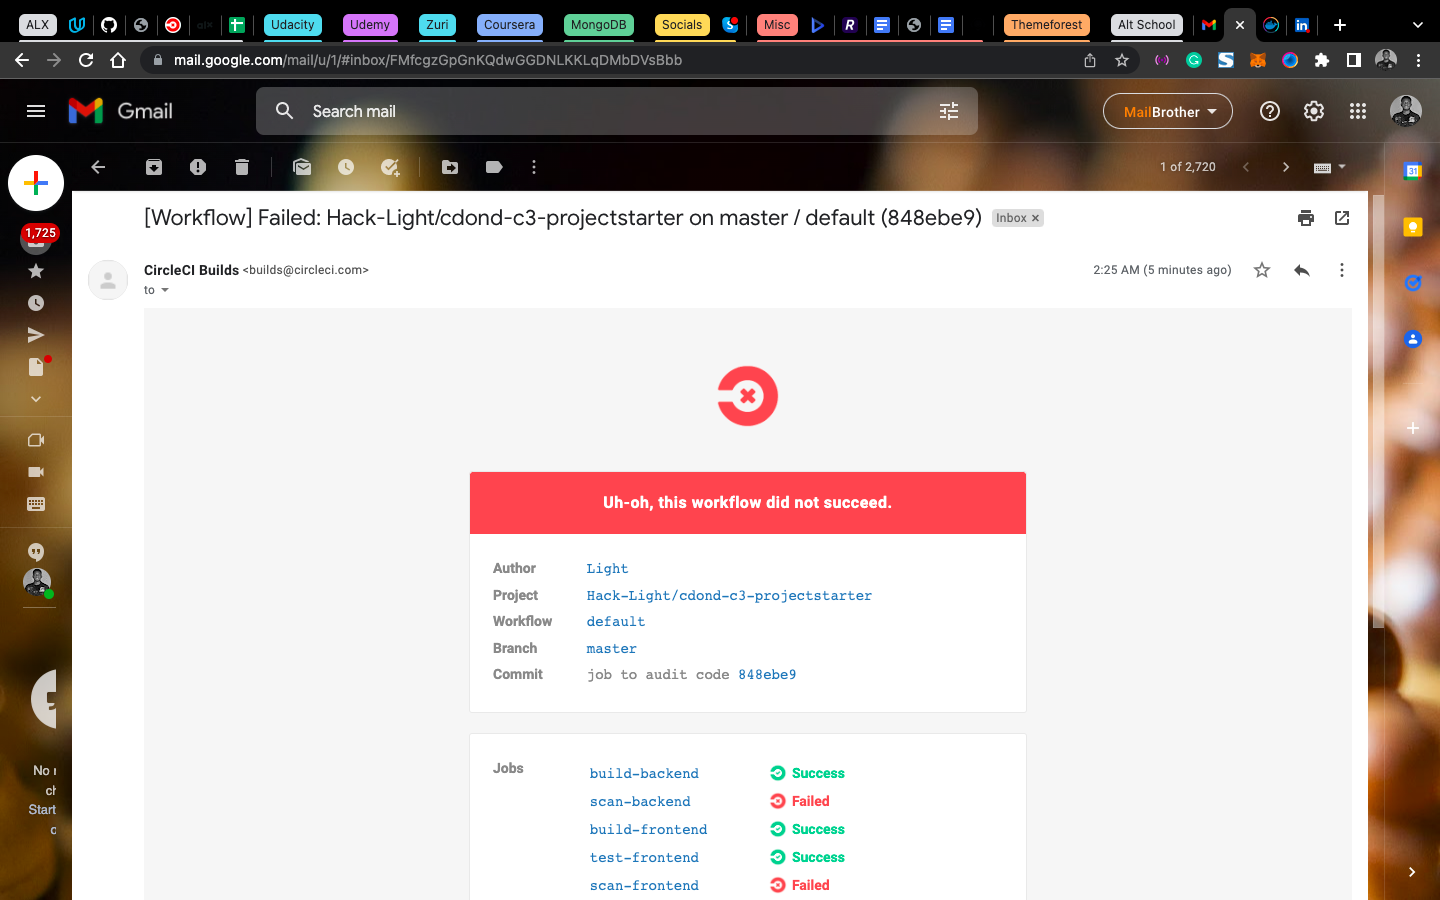 ALX
Udacity
Udemy
Zuri
Coursera
MongoDB
Socials
Misc
Themeforest
Alt School
mail.google.com/mail/u/1/#inbox/FMfcgzGpGnKQdwGGDNLKKLqDMbDVsBbb
Gmail
Search mail
MailBrother
1 of 2,720
[Workflow] Failed: Hack-Light/cdond-c3-projectstarter on master / default (848ebe9)
Inbox ×
1,725
CircleCI Builds <builds@circleci.com>
2:25 AM (5 minutes ago)
to
Uh-oh, this workflow did not succeed.
Author Light
Project Hack-Light/cdond-c3-projectstarter
Workflow default
Branch master
Commit job to audit code 848ebe9
Jobs
build-backend Success
scan-backend Failed
build-frontend Success
test-frontend Success
scan-frontend Failed
No
Start
31